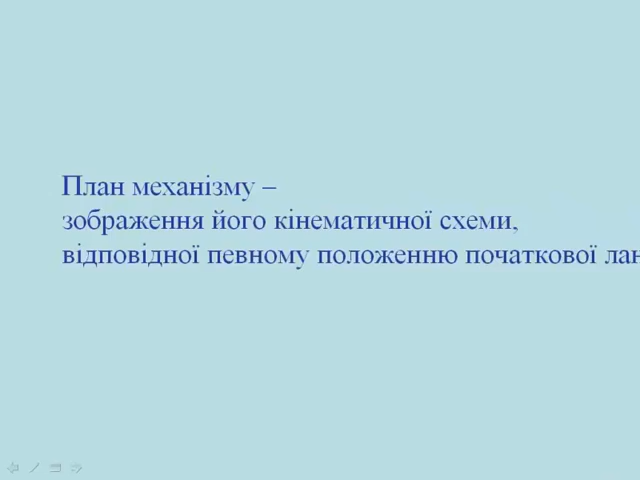 План механізму –
зображення його кінематичної схеми,
відповідної певному положенню початкової лан